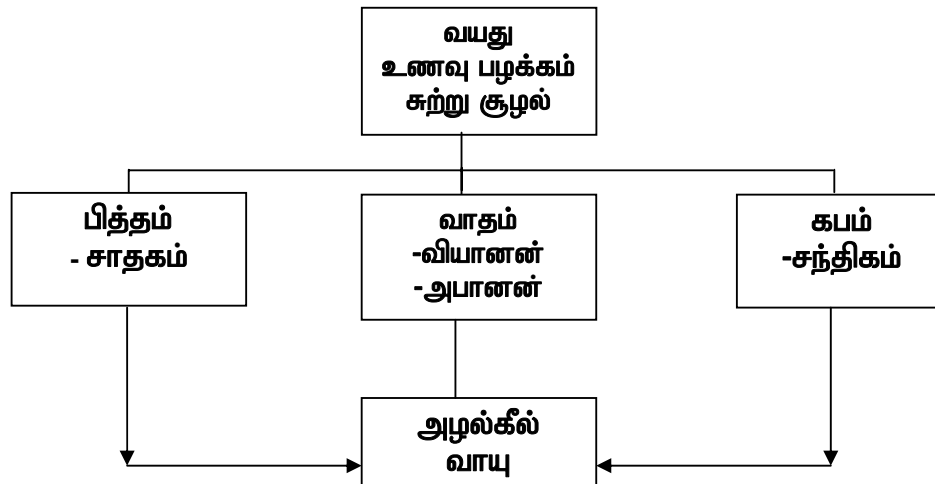 வயது
உணவு பழக்கம்
சுற்று சூழல்
பித்தம்
- சாதகம்
வாதம்
-வியானன்
-அபானன்
கபம்
-சந்திகம்
அழல்கீல்
வாயு